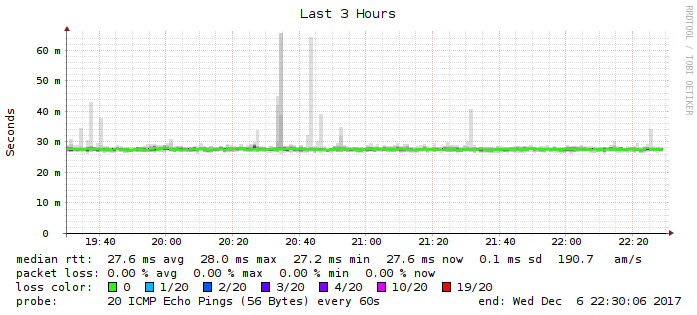 Last 3 Hours
RRDTOOL / TOBI OETIKER
Seconds
60 m
50 m
40 m
30 m
20 m
10 m
0
19:40 20:00 20:20 20:40 21:00 21:20 21:40 22:00 22:20
median rtt: 27.6 ms avg 28.0 ms max 27.2 ms min 27.6 ms now 0.1 ms sd 190.7 am/s
packet loss: 0.00 % avg 0.00 % max 0.00 % min 0.00 % now
loss color: 0 1/20 2/20 3/20 4/20 10/20 19/20
probe: 20 ICMP Echo Pings (56 Bytes) every 60s end: Wed Dec 6 22:30:06 2017